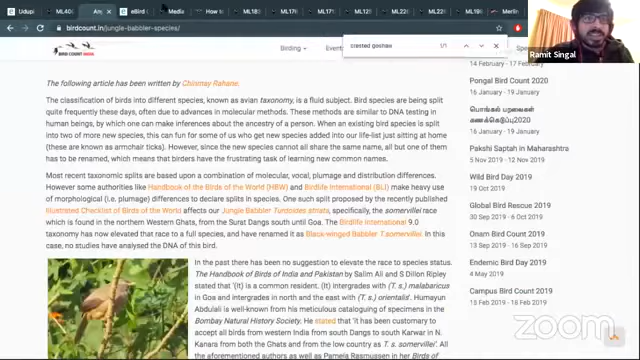 Udupi
ML40
eBird
How to
birdcount.in/jungle-babbler-species/
BIRD COUNT INDIA
Birding
crested goshaw
1/1
Ramit Singal
The following article has been written by Chinmay Rahane.
The classification of birds into different species, known as avian taxonomy, is a fluid subject. Bird species are being split
quite frequently these days, often due to advances in molecular methods. These methods are similar to DNA testing in
human beings, by which one can make inferences about the ancestry of a person. When an existing bird species is split
into two of more new species, this can fun for some of us who get new species added into our life-list just sitting at home
(these are known as armchair ticks). However, since the new species cannot all share the same name, all but one of them
has to be renamed, which means that birders have the frustrating task of learning new common names.
Most recent taxonomic splits are based upon a combination of molecular, vocal, plumage and distribution differences.
However some authorities like Handbook of the Birds of the World (HBW) and Birdlife International (BLI) make heavy use
of morphological (i.e. plumage) differences to declare splits in species. One such split proposed by the recently published
Illustrated Checklist of Birds of the World affects our Jungle Babbler Turdoides striata, specifically, the somervillei race
which is found in the northern Western Ghats, from the Surat Dangs south until Goa. The Birdlife International 9.0
taxonomy has now elevated that race to a full species, and have renamed it as Black-winged Babbler T.somervillei. In this
case, no studies have analysed the DNA of this bird.
In the past there has been no suggestion to elevate the race to species status.
The Handbook of Birds of India and Pakistan by Salim Ali and S Dillon Ripley
stated that '(It) is a common resident. (It) intergrades with (T. s.) malabaricus
in Goa and intergrades in north and the east with (T. s.) orientalis'. Humayun
Abdulali is well-known from his meticulous cataloguing of species in the
Bombay Natural History Society. He stated that 'it has been customary to
accept all birds from western India from south Dangs to south Karwar in N.
Kanara from both the Ghats and from the low country as T. s. somervillei'. All
the aforementioned authors as well as Pamela Rasmussen in her Birds of
14 February - 17 February
Pongal Bird Count 2020
16 January - 19 January
பொங்கல் பறவைகள்
கணக்கெடுப்பு2020
16 January - 19 January
Pakshi Saptah in Maharashtra
5 Nov 2019 - 12 Nov 2019
Wild Bird Day 2019
19 Oct 2019
Global Bird Rescue 2019
30 Sep 2019 - 6 Oct 2019
Onam Bird Count 2019
13 Sep 2019 - 16 Sep 2019
Endemic Bird Day 2019
4 May 2019
Campus Bird Count 2019
15 Feb 2019 - 18 Feb 2019
zoom